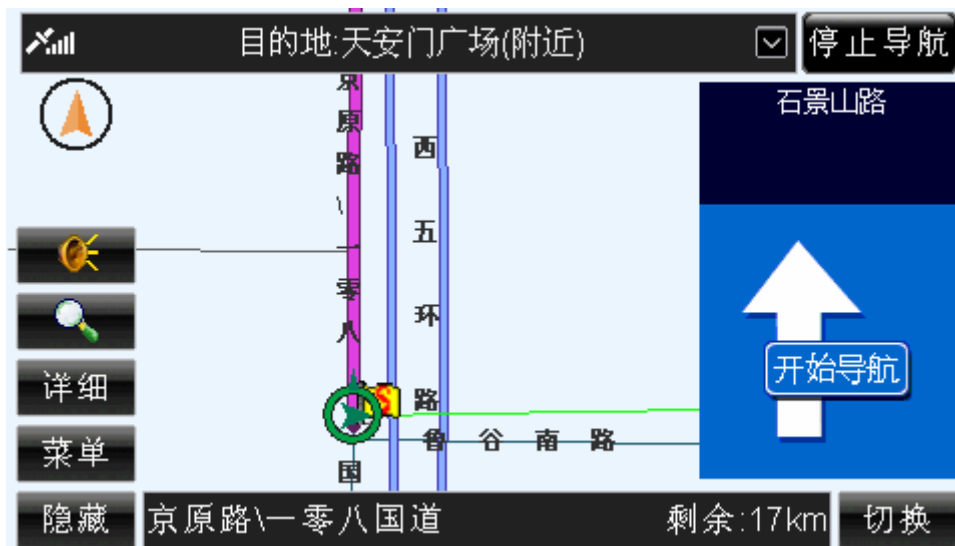 目的地:天安门广场(附近)
停止导航
石景山路
京原路\一零八国
西五环路
鲁谷南路
开始导航
详细
菜单
隐藏
京原路\一零八国道
剩余:17km
切换